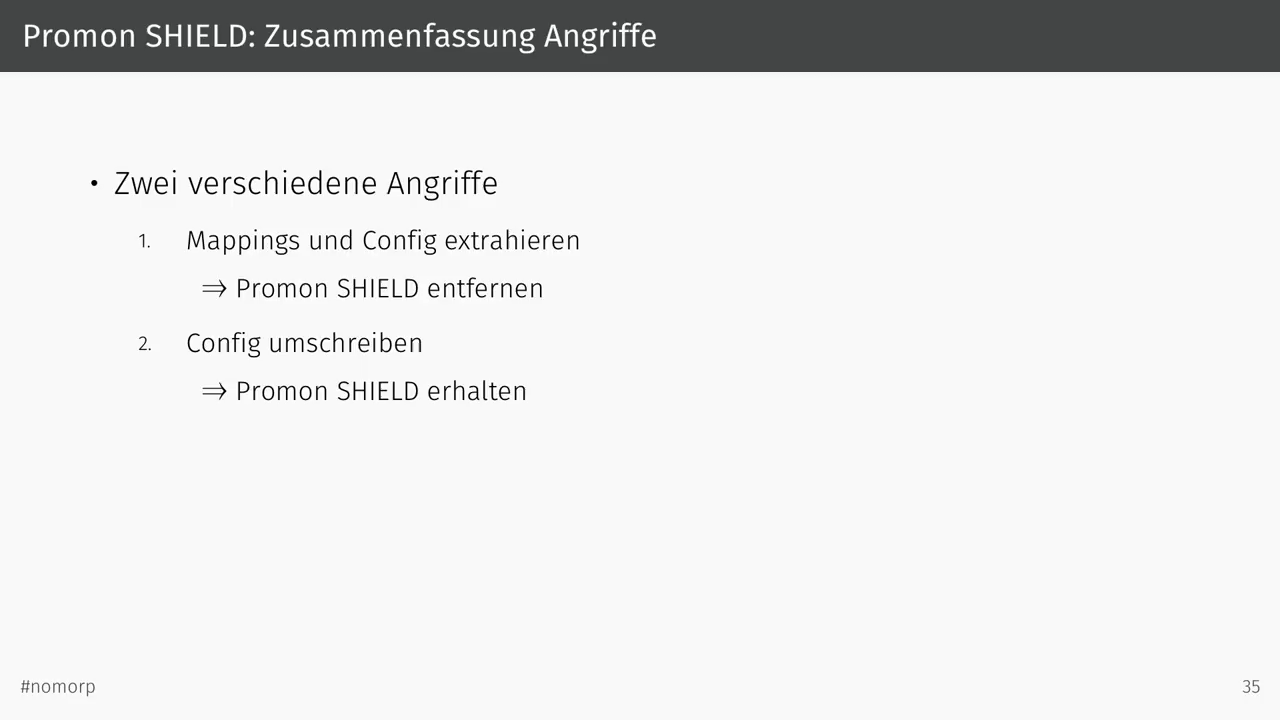 Promon SHIELD: Zusammenfassung Angriffe
• Zwei verschiedene Angriffe
1. Mappings und Config extrahieren
⇒ Promon SHIELD entfernen
2. Config umschreiben
⇒ Promon SHIELD erhalten
#nomorp
35